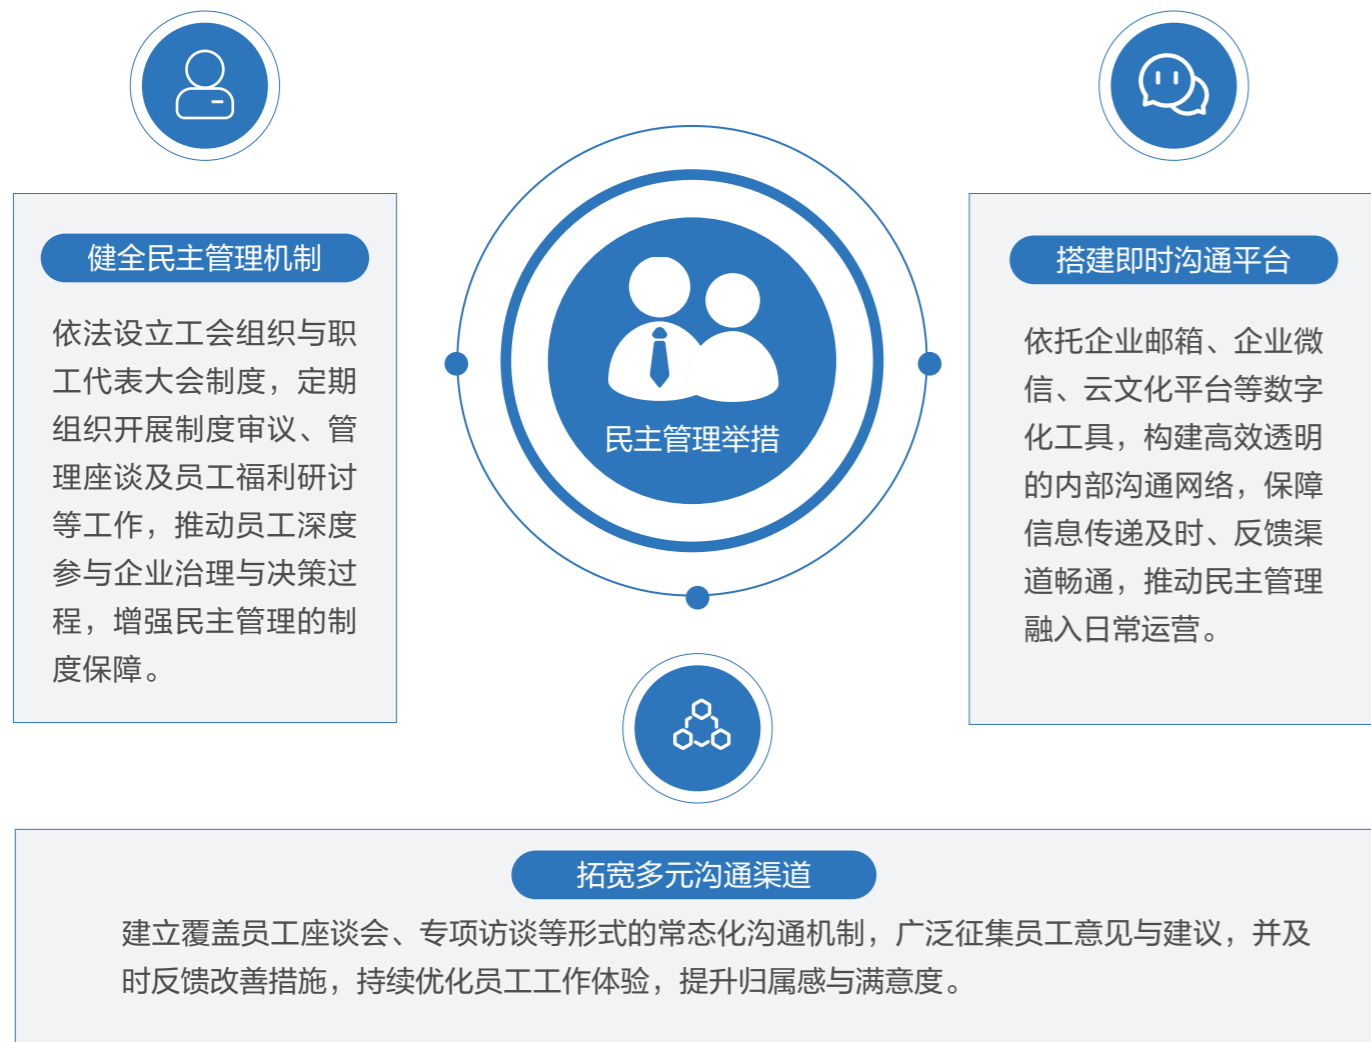 健全民主管理机制
依法设立工会组织与职
工代表大会制度，定期
组织开展制度审议、管
理座谈及员工福利研讨
等工作，推动员工深度
参与企业治理与决策过
程，增强民主管理的制
度保障。
民主管理举措
搭建即时沟通平台
依托企业邮箱、企业微
信、云文化平台等数字
化工具，构建高效透明
的内部沟通网络，保障
信息传递及时、反馈渠
道畅通，推动民主管理
融入日常运营。
拓宽多元沟通渠道
建立覆盖员工座谈会、专项访谈等形式的常态化沟通机制，广泛征集员工意见与建议，并及
时反馈改善措施，持续优化员工工作体验，提升归属感与满意度。